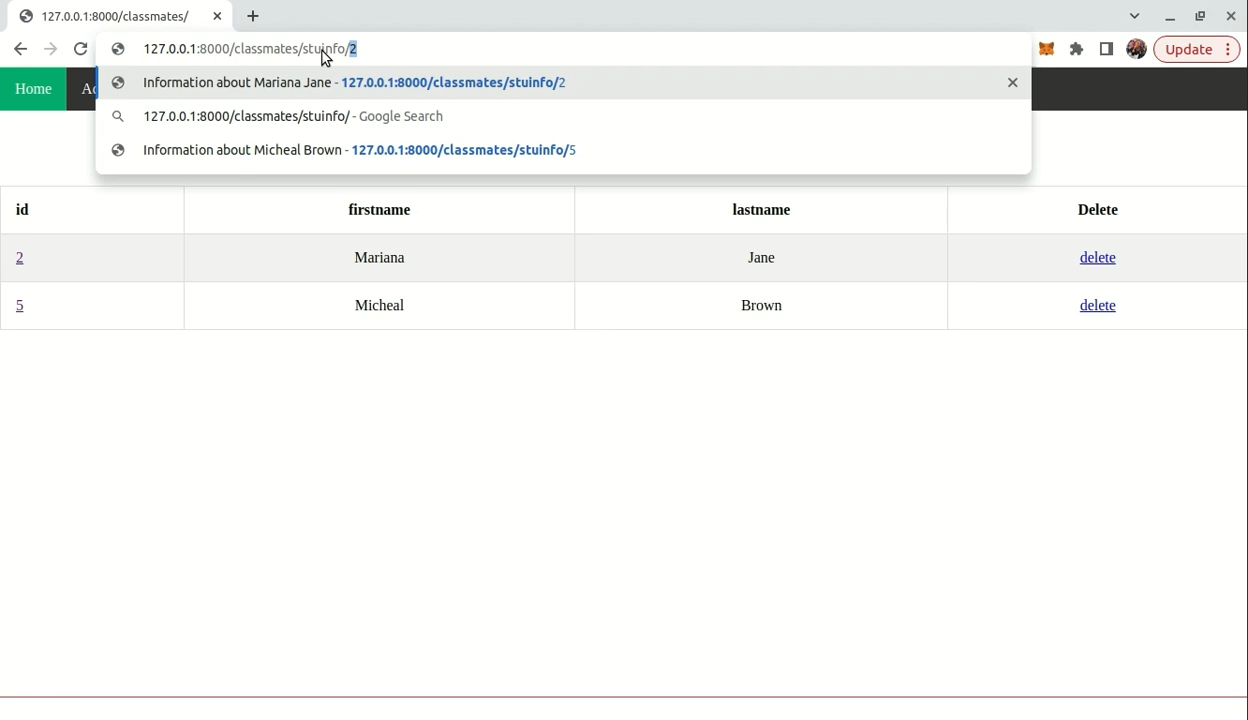 127.0.0.1:8000/classmates/
127.0.0.1:8000/classmates/stuinfo/2
Update
Information about Mariana Jane - 127.0.0.1:8000/classmates/stuinfo/2
127.0.0.1:8000/classmates/stuinfo/ - Google Search
Information about Micheal Brown - 127.0.0.1:8000/classmates/stuinfo/5
Home
id firstname lastname Delete
2 Mariana Jane delete
5 Micheal Brown delete